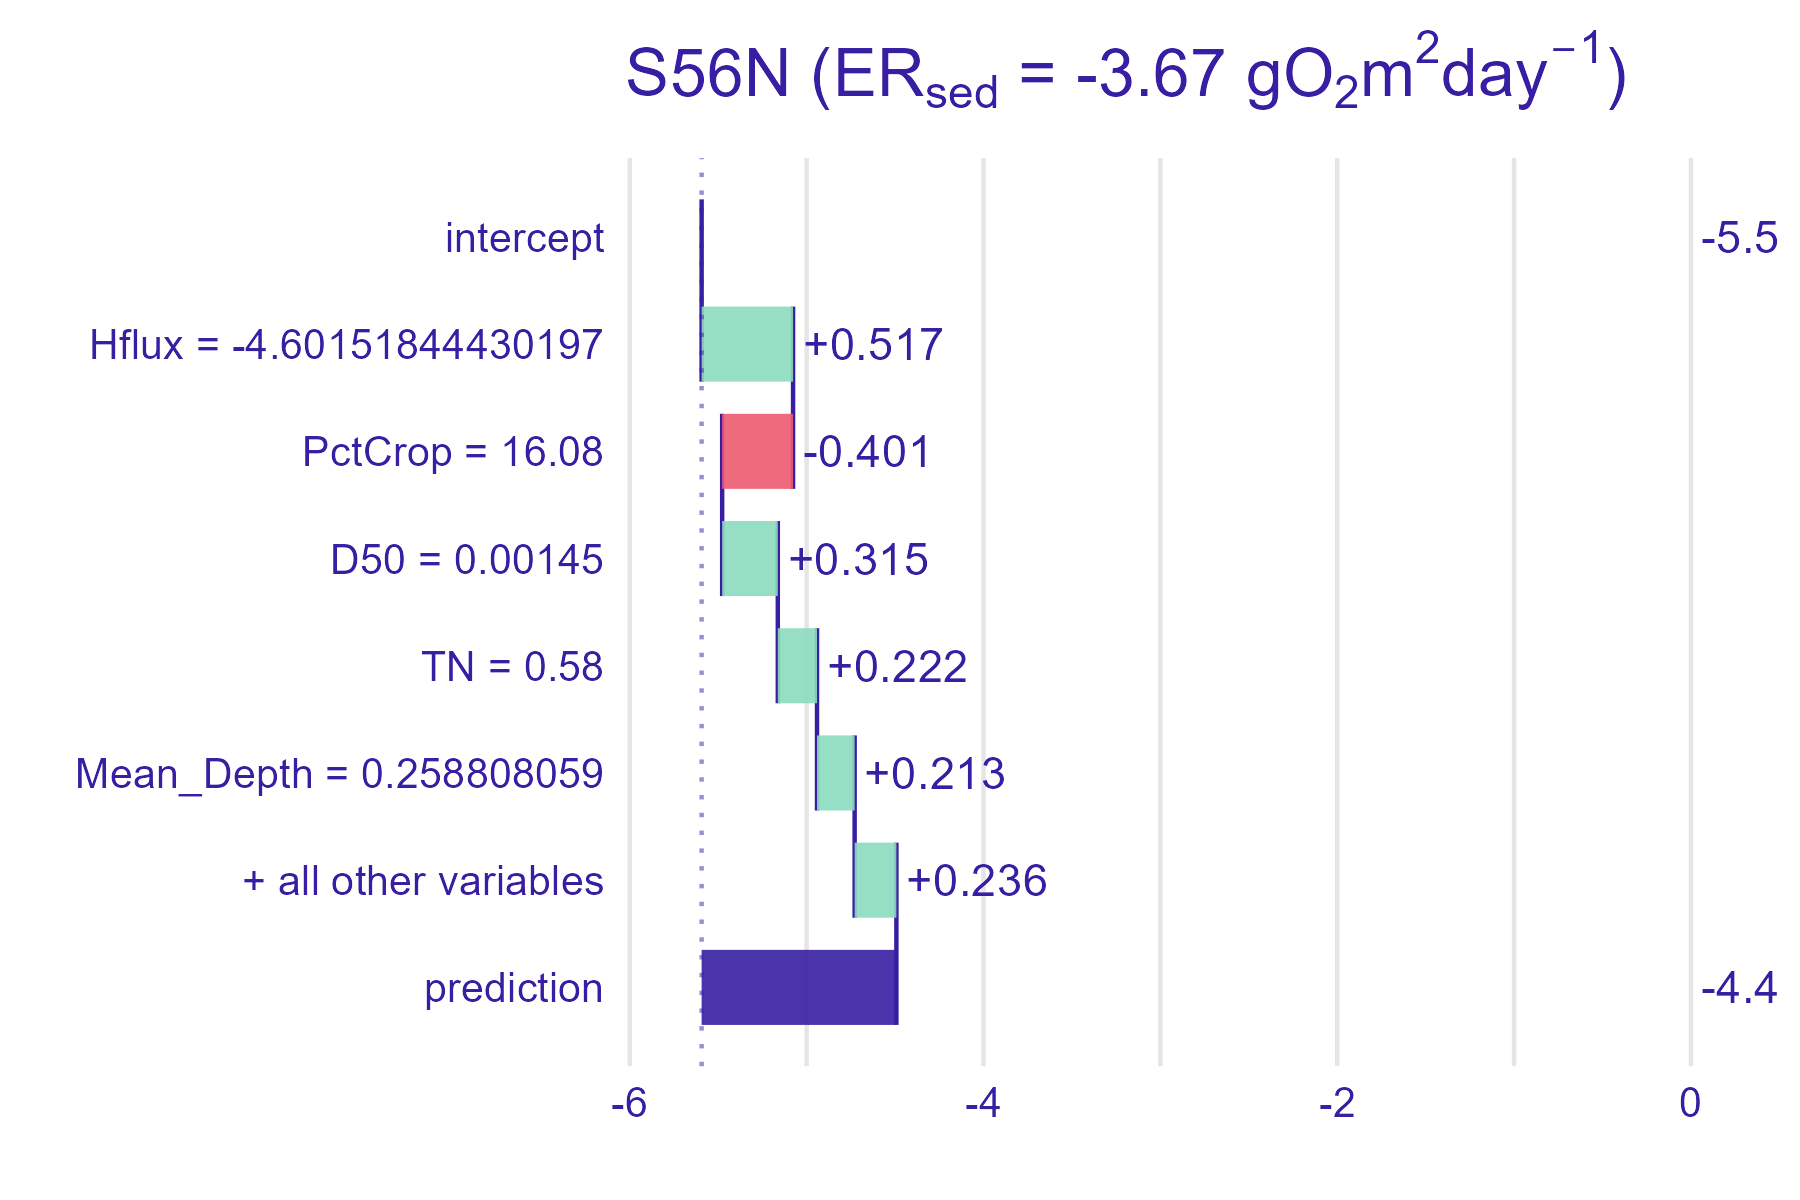 S56N (ERsed = -3.67 gO₂m²day⁻¹)
intercept -5.5
Hflux = -4.60151844430197 +0.517
PctCrop = 16.08 -0.401
D50 = 0.00145 +0.315
TN = 0.58 +0.222
Mean_Depth = 0.258808059 +0.213
+ all other variables +0.236
prediction -4.4
-6 -4 -2 0